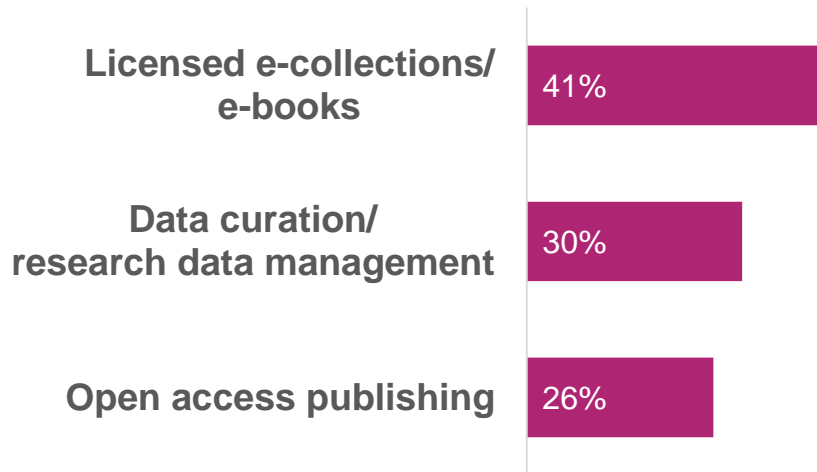 Licensed e-collections/
e-books
41%
Data curation/
research data management
30%
Open access publishing
26%